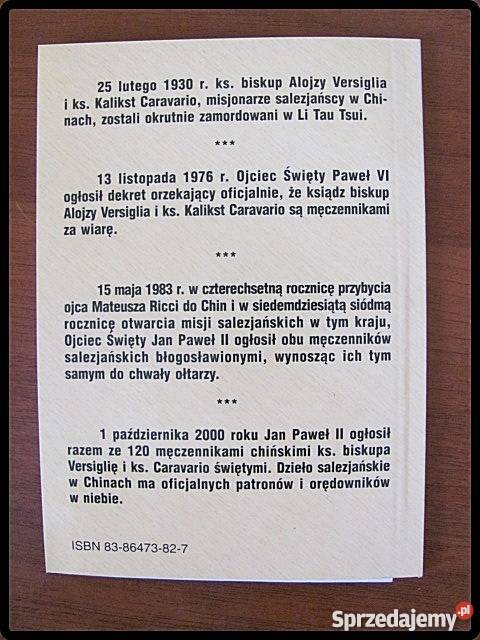 25 lutego 1930 r. ks. biskup Alojzy Versiglia
i ks. Kalikst Caravario, misjonarze salezjańscy w Chi-
nach, zostali okrutnie zamordowani w Li Tau Tsui.
***
13 listopada 1976 r. Ojciec Święty Paweł VI
ogłosił dekret orzekający oficjalnie, że ksiądz biskup
Alojzy Versiglia i ks. Kalikst Caravario są męczennikami
za wiarę.
***
15 maja 1983 r. w czterechsetną rocznicę przybycia
ojca Mateusza Ricci do Chin i w siedemdziesiątą siódmą
rocznicę otwarcia misji salezjańskich w tym kraju,
Ojciec Święty Jan Paweł II ogłosił obu męczenników
salezjańskich błogosławionymi, wynosząc ich tym
samym do chwały ołtarzy.
***
1 października 2000 roku Jan Paweł II ogłosił
razem ze 120 męczennikami chińskimi ks. biskupa
Versiglię i ks. Caravario świętymi. Dzieło salezjańskie
w Chinach ma oficjalnych patronów i orędowników
w niebie.
ISBN 83-86473-82-7
Sprzedajemy.pl